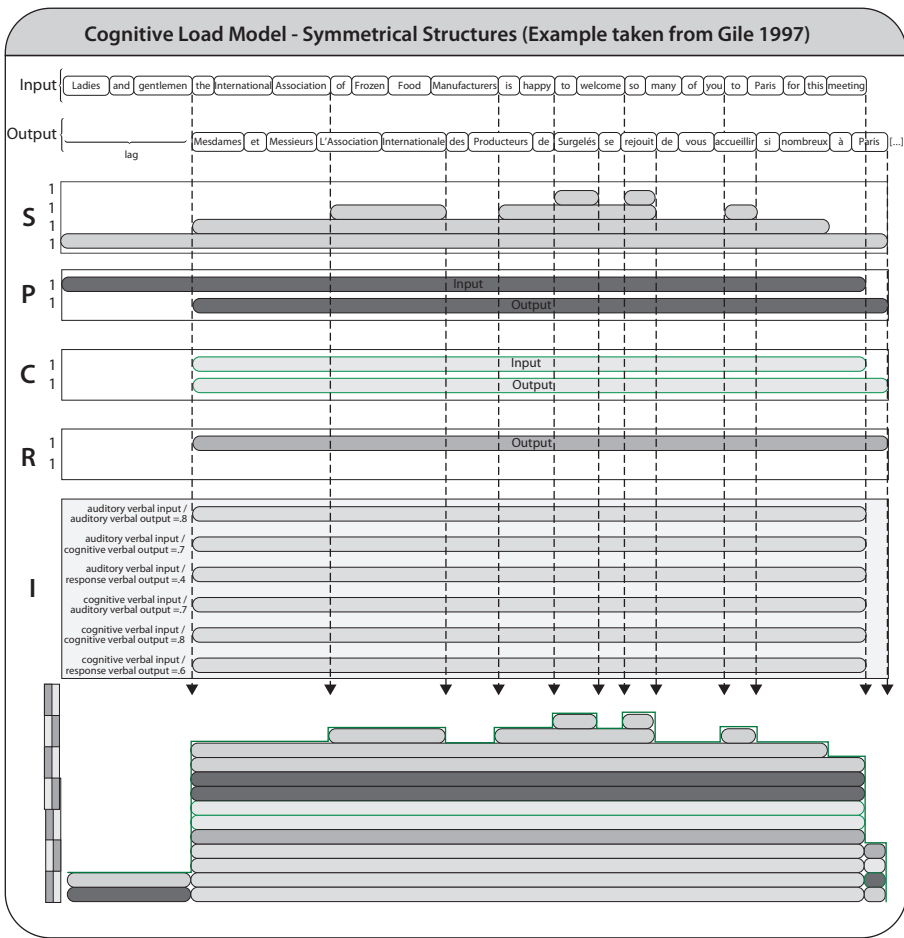 Cognitive Load Model - Symmetrical Structures (Example taken from Gile 1997)
Input Ladies and gentlemen the International Association of Frozen Food Manufacturers is happy to welcome so many of you to Paris for this meeting
Output Mesdames et Messieurs L'Association Internationale des Producteurs de Surgelés se rejouit de vous accueillir si nombreux à Paris [...]
lag
S 1
1
1
1
P 1 Input
1 Output
C 1 Input
1 Output
R 1 Output
1
I
auditory verbal input /
auditory verbal output =.8
auditory verbal input /
cognitive verbal output =.7
auditory verbal input /
response verbal output =.4
cognitive verbal input /
auditory verbal output =.7
cognitive verbal input /
cognitive verbal output =.8
cognitive verbal input /
response verbal output =.6